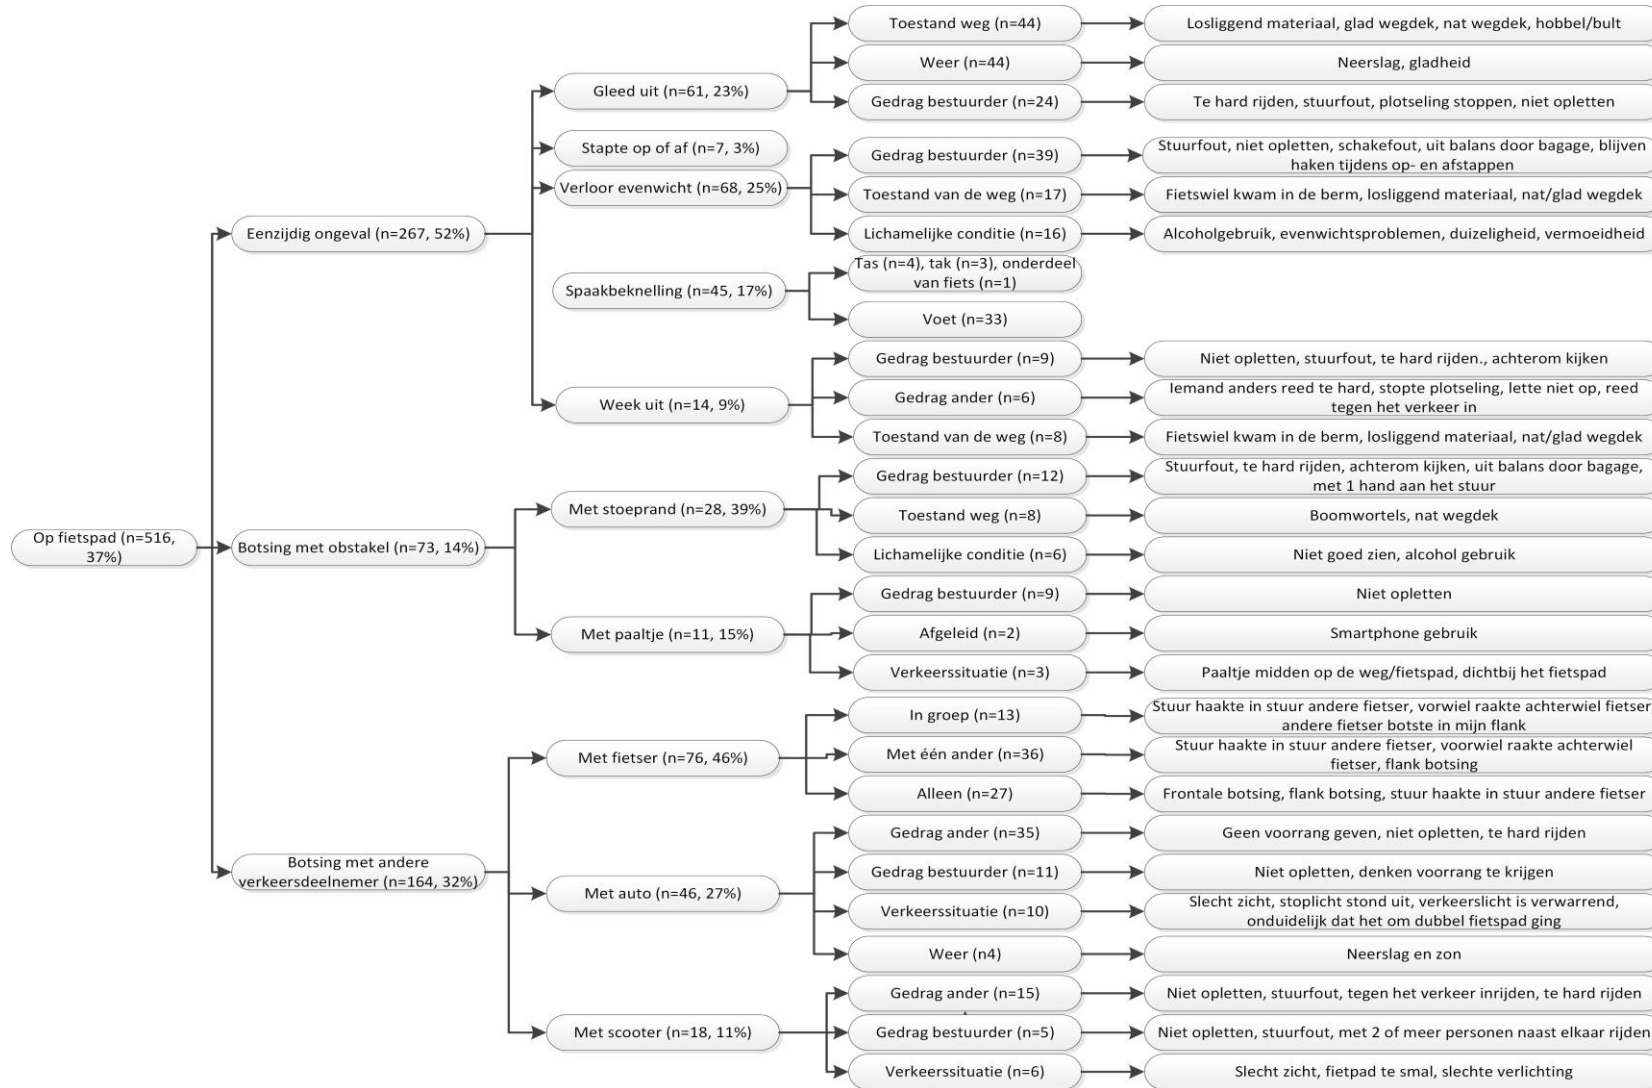 Op fietspad (n=516,
37%)
Eenzijdig ongeval (n=267, 52%)
Gleed uit (n=61, 23%)
Toestand weg (n=44)
Losliggend materiaal, glad wegdek, nat wegdek, hobbel/bult
Weer (n=44)
Neerslag, gladheid
Gedrag bestuurder (n=24)
Te hard rijden, stuurfout, plotseling stoppen, niet opletten
Stapte op of af (n=7, 3%)
Verloor evenwicht (n=68, 25%)
Gedrag bestuurder (n=39)
Stuurfout, niet opletten, schakefout, uit balans door bagage, blijven
haken tijdens op- en afstappen
Toestand van de weg (n=17)
Fietswiel kwam in de berm, losliggend materiaal, nat/glad wegdek
Lichamelijke conditie (n=16)
Alcoholgebruik, evenwichtsproblemen, duizeligheid, vermoeidheid
Spaakbeknelling (n=45, 17%)
Tas (n=4), tak (n=3), onderdeel
van fiets (n=1)
Voet (n=33)
Week uit (n=14, 9%)
Gedrag bestuurder (n=9)
Niet opletten, stuurfout, te hard rijden., achterom kijken
Gedrag ander (n=6)
Iemand anders reed te hard, stopte plotseling, lette niet op, reed
tegen het verkeer in
Toestand van de weg (n=8)
Fietswiel kwam in de berm, losliggend materiaal, nat/glad wegdek
Botsing met obstakel (n=73, 14%)
Met stoeprand (n=28, 39%)
Gedrag bestuurder (n=12)
Stuurfout, te hard rijden, achterom kijken, uit balans door bagage,
met 1 hand aan het stuur
Toestand weg (n=8)
Boomwortels, nat wegdek
Lichamelijke conditie (n=6)
Niet goed zien, alcohol gebruik
Met paaltje (n=11, 15%)
Gedrag bestuurder (n=9)
Niet opletten
Afgeleid (n=2)
Smartphone gebruik
Verkeerssituatie (n=3)
Paaltje midden op de weg/fietspad, dichtbij het fietspad
Botsing met andere
verkeersdeelnemer (n=164, 32%)
Met fietser (n=76, 46%)
In groep (n=13)
Stuur haakte in stuur andere fietser, vorwiel raakte achterwiel fietser,
andere fietser botste in mijn flank
Met één ander (n=36)
Stuur haakte in stuur andere fietser, voorwiel raakte achterwiel
fietser, flank botsing
Alleen (n=27)
Frontale botsing, flank botsing, stuur haakte in stuur andere fietser
Met auto (n=46, 27%)
Gedrag ander (n=35)
Geen voorrang geven, niet opletten, te hard rijden
Gedrag bestuurder (n=11)
Niet opletten, denken voorrang te krijgen
Verkeerssituatie (n=10)
Slecht zicht, stoplicht stond uit, verkeerslicht is verwarrend,
onduidelijk dat het om dubbel fietspad ging
Weer (n4)
Neerslag en zon
Met scooter (n=18, 11%)
Gedrag ander (n=15)
Niet opletten, stuurfout, tegen het verkeer inrijden, te hard rijden
Gedrag bestuurder (n=5)
Niet opletten, stuurfout, met 2 of meer personen naast elkaar rijden
Verkeerssituatie (n=6)
Slecht zicht, fietpad te smal, slechte verlichting